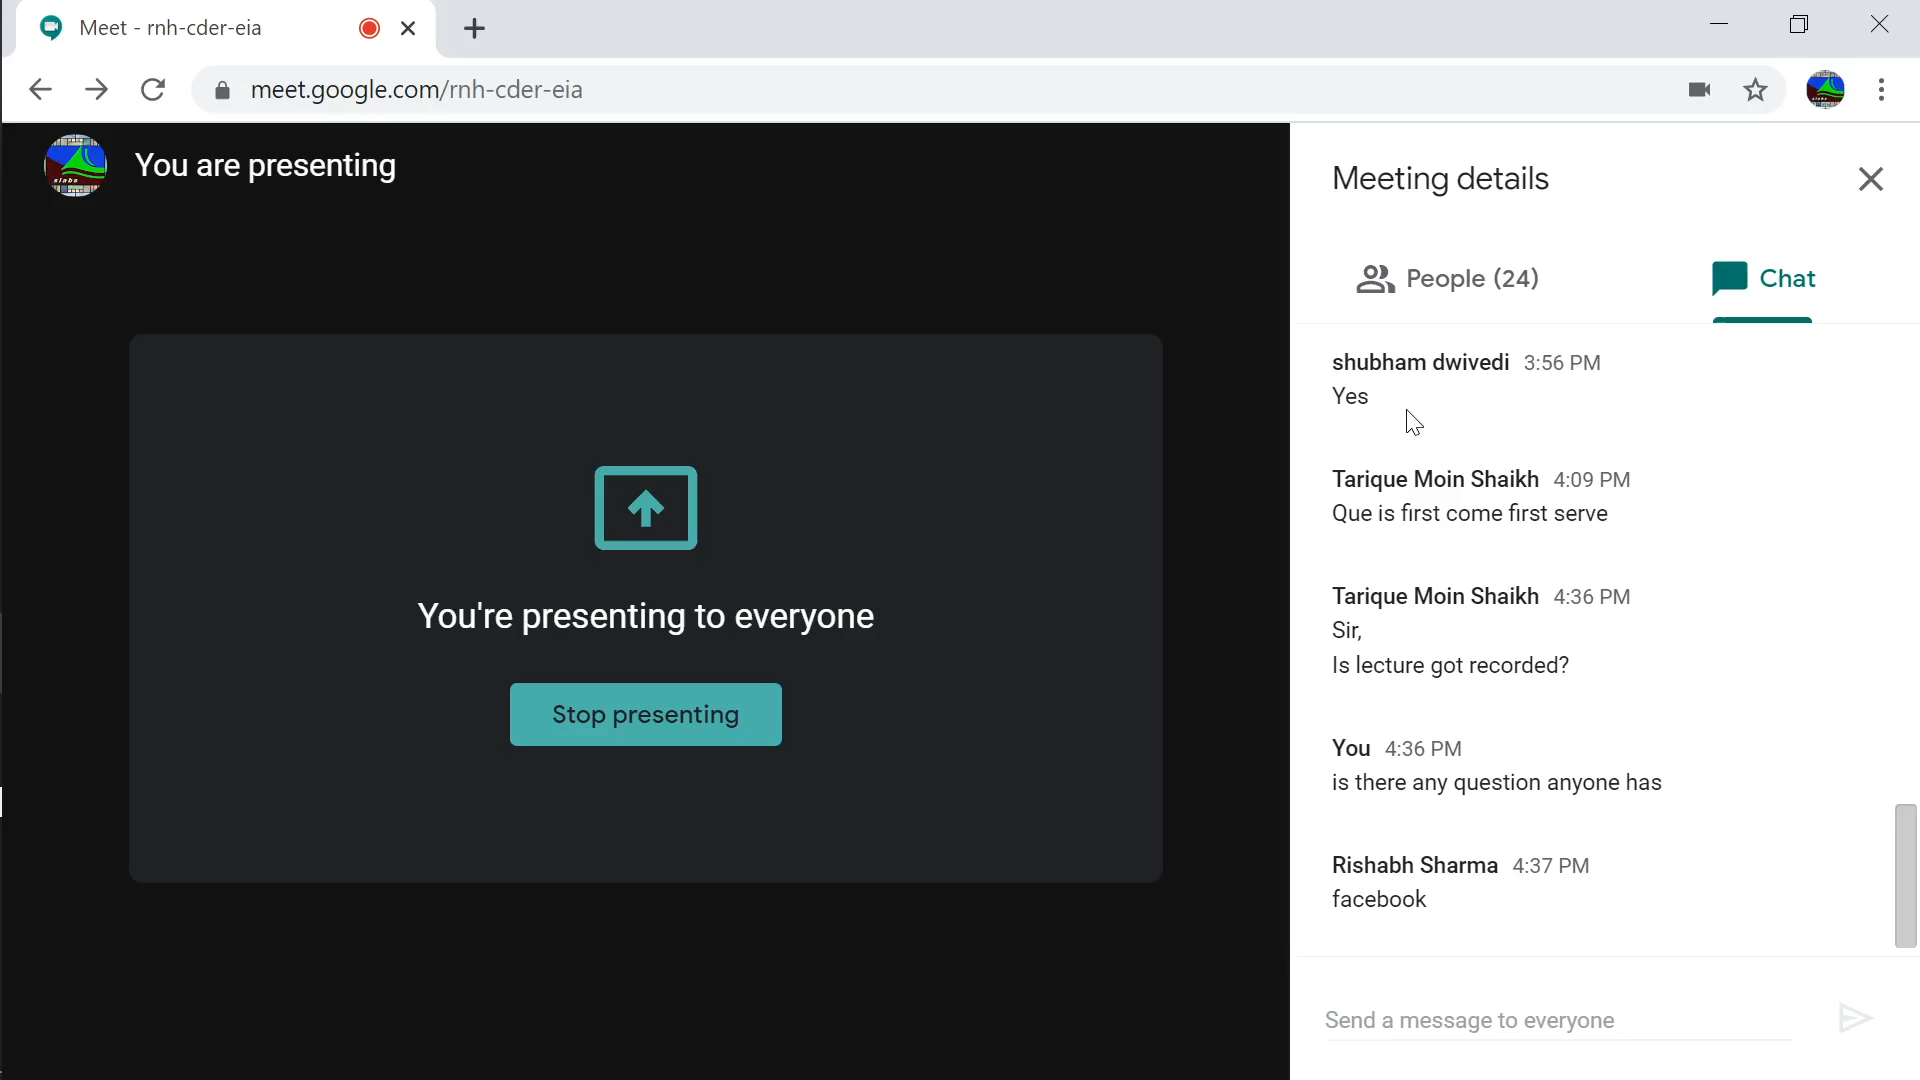 Meet - rnh-cder-eia
meet.google.com/rnh-cder-eia
slabs
You are presenting
You're presenting to everyone
Stop presenting
Meeting details
People (24)
Chat
shubham dwivedi 3:56 PM
Yes
Tarique Moin Shaikh 4:09 PM
Que is first come first serve
Tarique Moin Shaikh 4:36 PM
Sir,
Is lecture got recorded?
You 4:36 PM
is there any question anyone has
Rishabh Sharma 4:37 PM
facebook
Send a message to everyone